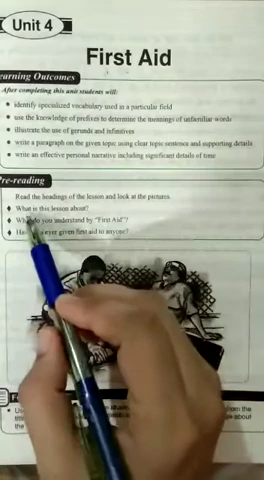 Unit 4
First Aid
earning Outcomes
After completing this unit students will:
identify specialized vocabulary used in a particular field
use the knowledge of prefixes to determine the meanings of unfamiliar words
illustrate the use of gerunds and infinitives
write a paragraph on the given topic using clear topic sentence and supporting details
write an effective personal narrative including significant details of time
Pre-reading
Read the headings of the lesson and look at the pictures.
What is this lesson about?
What do you understand by "First Aid"?
ever given first aid to anyone?